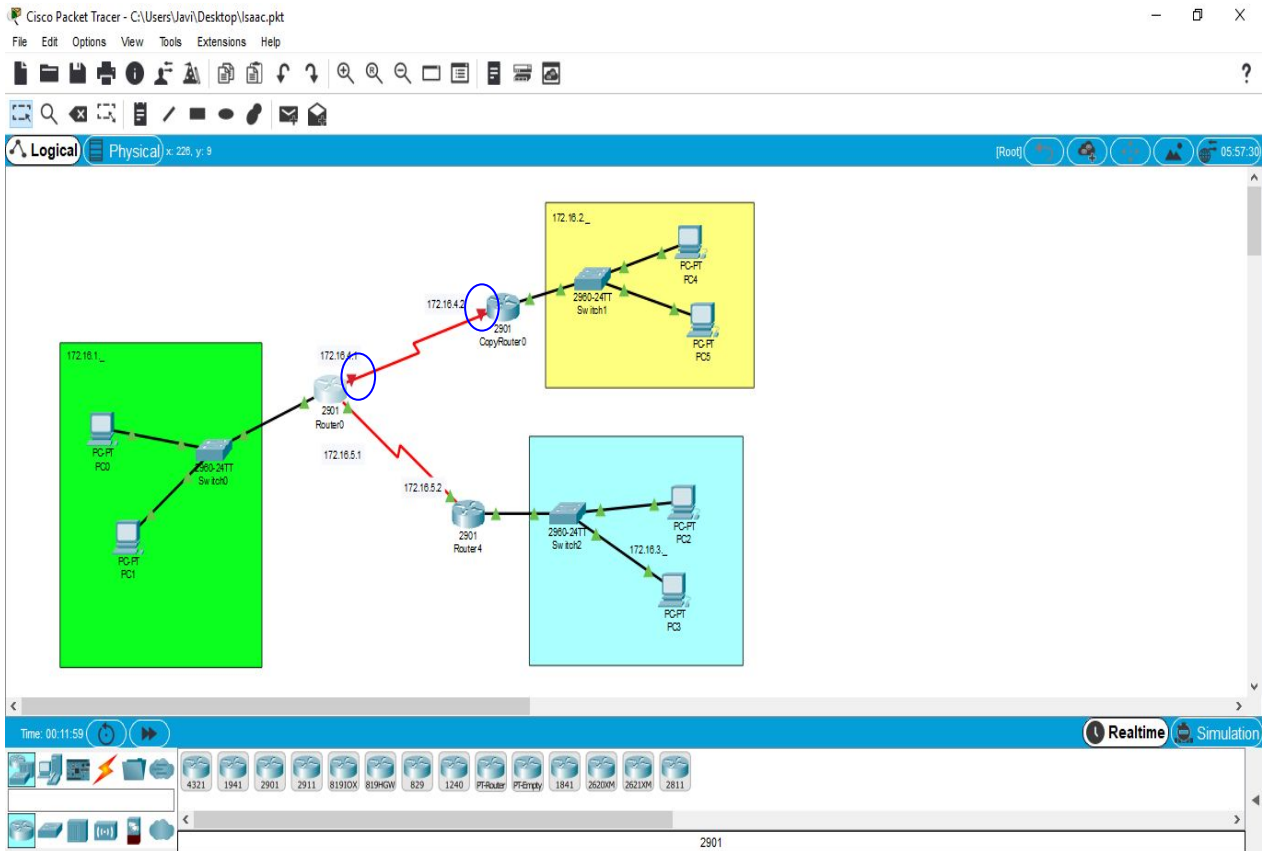 Cisco Packet Tracer - C:\Users\Javi\Desktop\Isaac.pkt
File Edit Options View Tools Extensions Help
?
Logical Physical x: 226, y: 9 [Root] 05:57:30
172.16.2._
PC-PT
PC4
2960-24TT
Switch1
172.16.4.2
2901
CopyRouter0
PC-PT
PC5
172.16.1._
172.16.4.1
2901
Router0
PC-PT
PC0
2960-24TT
Switch0
172.16.5.1
172.16.5.2
2901
Router4
PC-PT
PC1
2960-24TT
Switch2
PC-PT
PC2
172.16.3._
PC-PT
PC3
Time: 00:11:59 Realtime Simulation
4321 1941 2901 2911 819IOX 819HGW 829 1240 PT-Router PT-Empty 1841 2620XM 2621XM 2811
2901